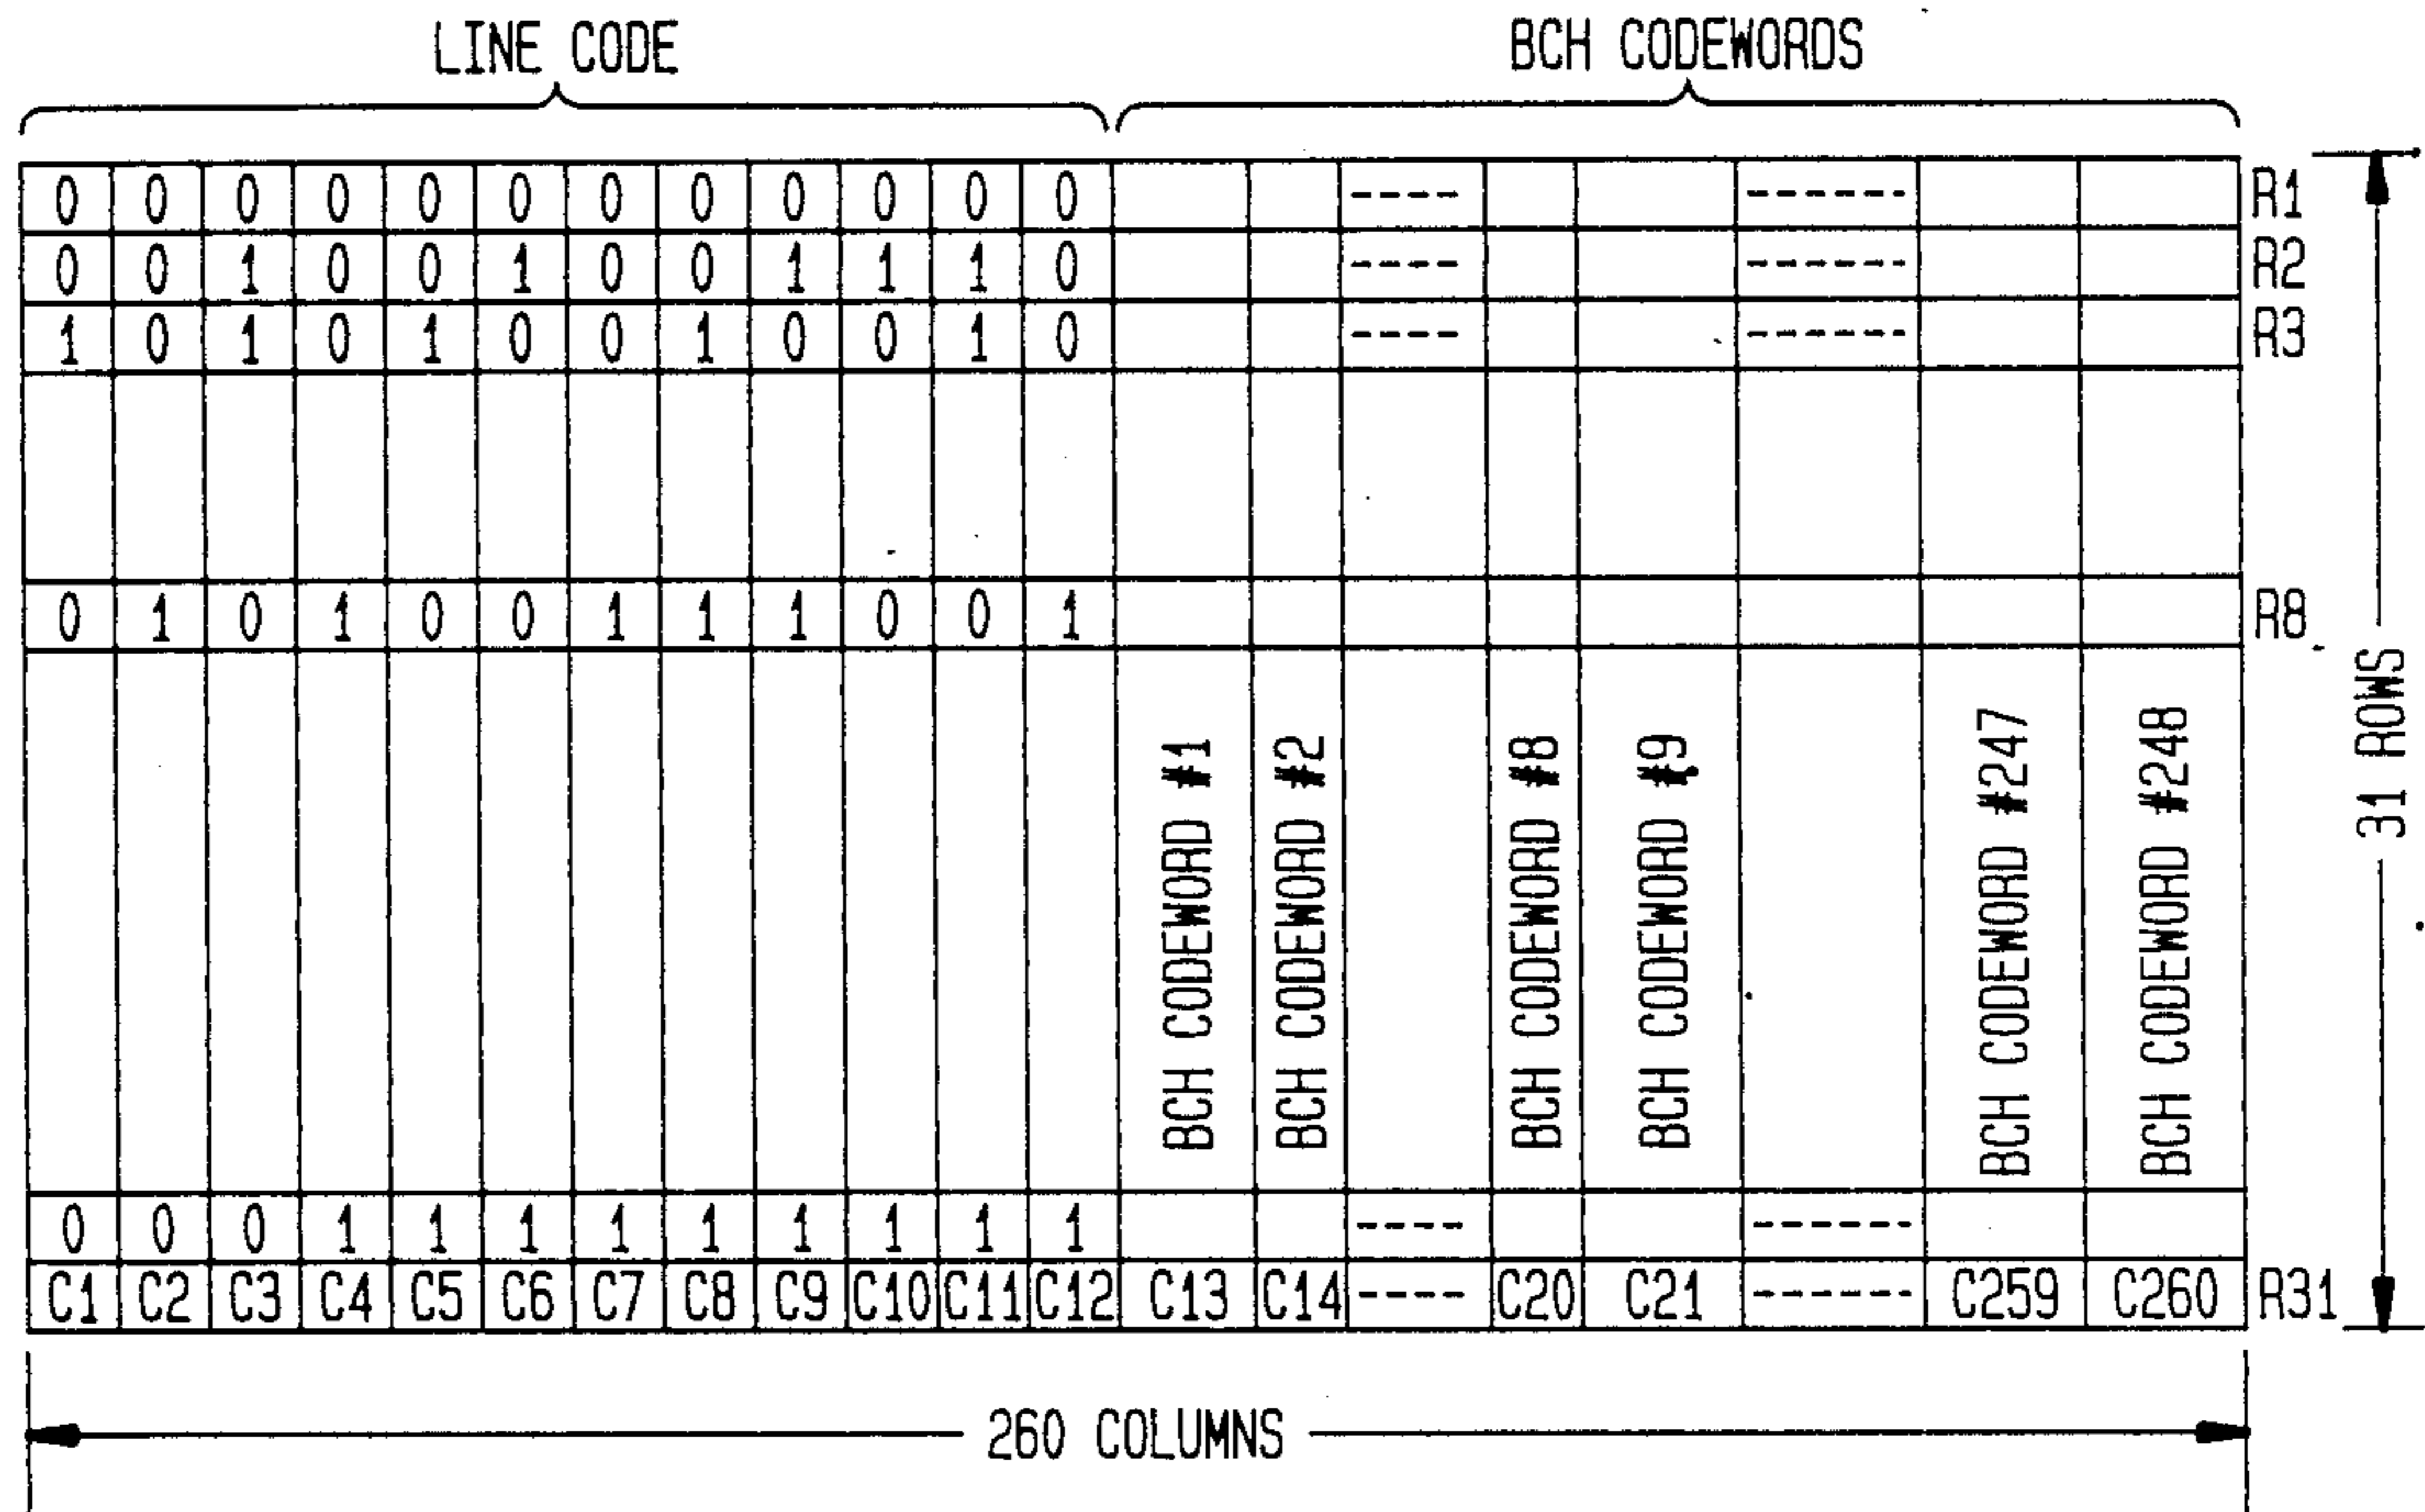 LINE CODE BCH CODEWORDS
0 0 0 0 0 0 0 0 0 0 0 0 ---- ------ R1
0 0 1 0 0 1 0 0 1 1 1 0 ---- ------ R2
1 0 1 0 1 0 0 1 0 0 1 0 ---- ------ R3
0 1 0 1 0 0 1 1 1 0 0 1 R8
BCH CODEWORD #1
BCH CODEWORD #2
BCH CODEWORD #8
BCH CODEWORD #9
BCH CODEWORD #247
BCH CODEWORD #248
31 ROWS
0 0 0 1 1 1 1 1 1 1 1 1 ---- ------
C1 C2 C3 C4 C5 C6 C7 C8 C9 C10 C11 C12 C13 C14 ---- C20 C21 ------ C259 C260 R31
260 COLUMNS